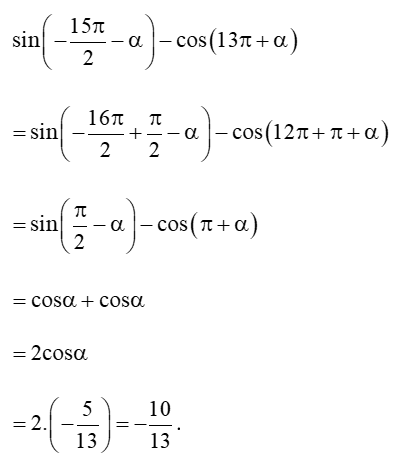 sin(-15π/2 - α) - cos(13π + α)
= sin(-16π/2 + π/2 - α) - cos(12π + π + α)
= sin(π/2 - α) - cos(π + α)
= cosα + cosα
= 2cosα
= 2.(-5/13) = -10/13.